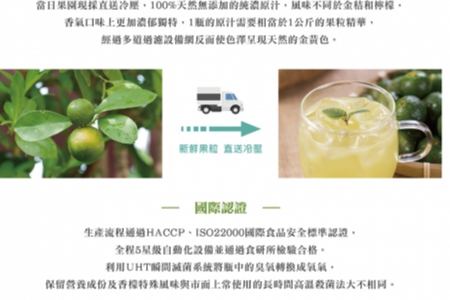 當日果園現採直送冷壓，100%天然無添加的純濃原汁，風味不同於金桔和檸檬，
香氣口味上更加濃郁獨特，1瓶的原汁需要相當於1公斤的果粒精華，
經過多道過濾設備網反而使色澤呈現天然的金黃色。
新鮮果粒 直送冷壓
國際認證
生產流程通過HACCP、ISO22000國際食品安全標準認證，
全程5星級自動化設備並通過食研所檢驗合格。
利用UHT瞬間滅菌系統將瓶中的臭氧轉換成氧氣，
保留營養成份及香檬特殊風味與市面上常使用的長時間高溫殺菌法大不相同。